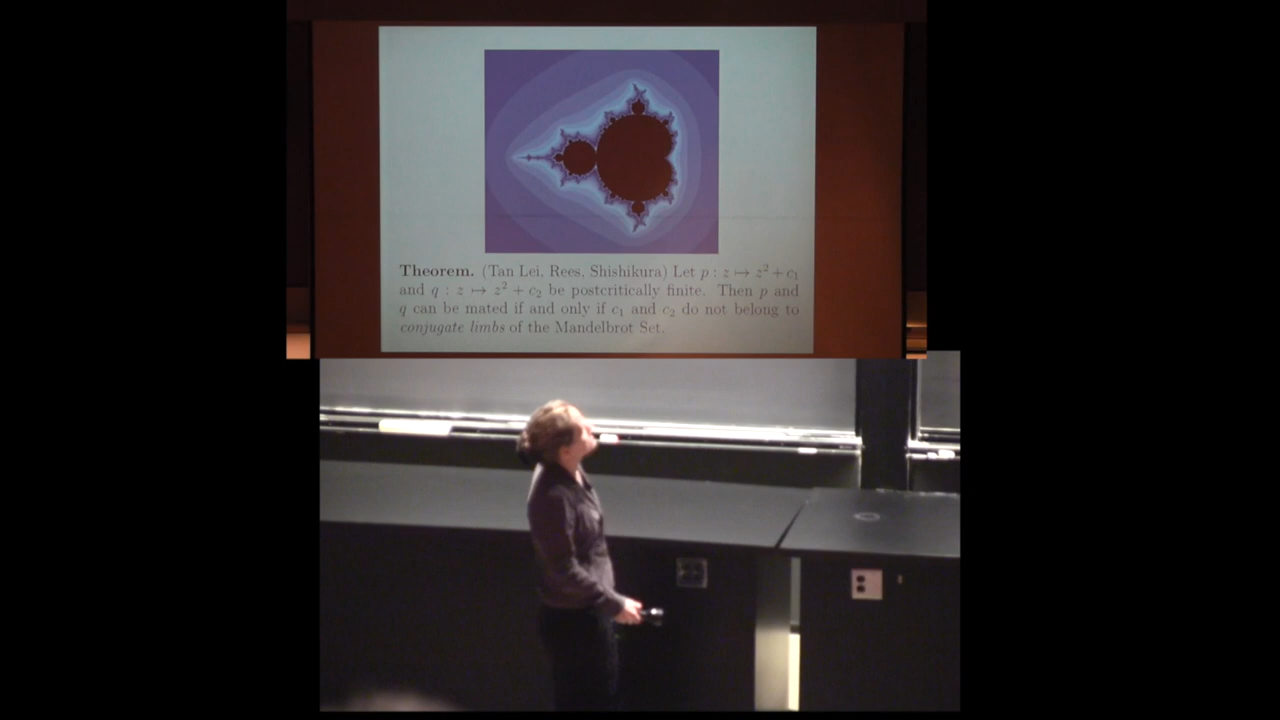 Theorem. (Tan Lei, Rees, Shishikura) Let p : z ↦ z² + c₁
and q : z ↦ z² + c₂ be postcritically finite. Then p and
q can be mated if and only if c₁ and c₂ do not belong to
conjugate limbs of the Mandelbrot Set.